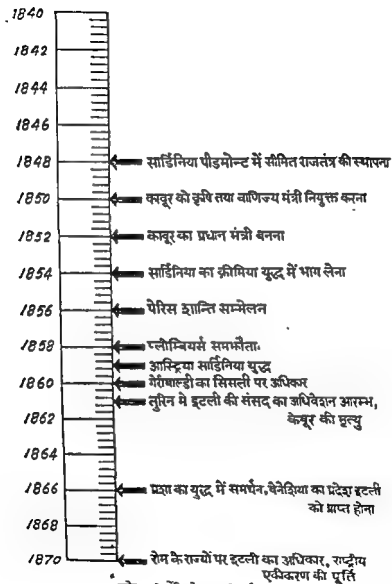 1840
1842
1844
1846
1848 सार्डिनिया पीडमोन्ट में सीमित राजतंत्र की स्थापना
1850 कावूर को कृषि तथा वाणिज्य मंत्री नियुक्त करना
1852 कावूर का प्रधान मंत्री बनना
1854 सार्डिनिया का क्रीमिया युद्ध में भाग लेना
1856 पेरिस शान्ति सम्मेलन
1858 प्लोम्बियर्स समझौता
आस्ट्रिया सार्डिनिया युद्ध
1860 गेरीबाल्डी का सिसली पर अधिकार
तुरिन मे इटली की संसद का अधिवेशन आरम्भ,
1862 केवूर की मृत्यु
1864
1866 प्रशा का युद्ध में समर्थन, वेनेशिया का प्रदेश इटली
को प्राप्त होना
1868
1870 रोम के राज्यों पर इटली का अधिकार, राष्ट्रीय
एकीकरण की पूर्ति